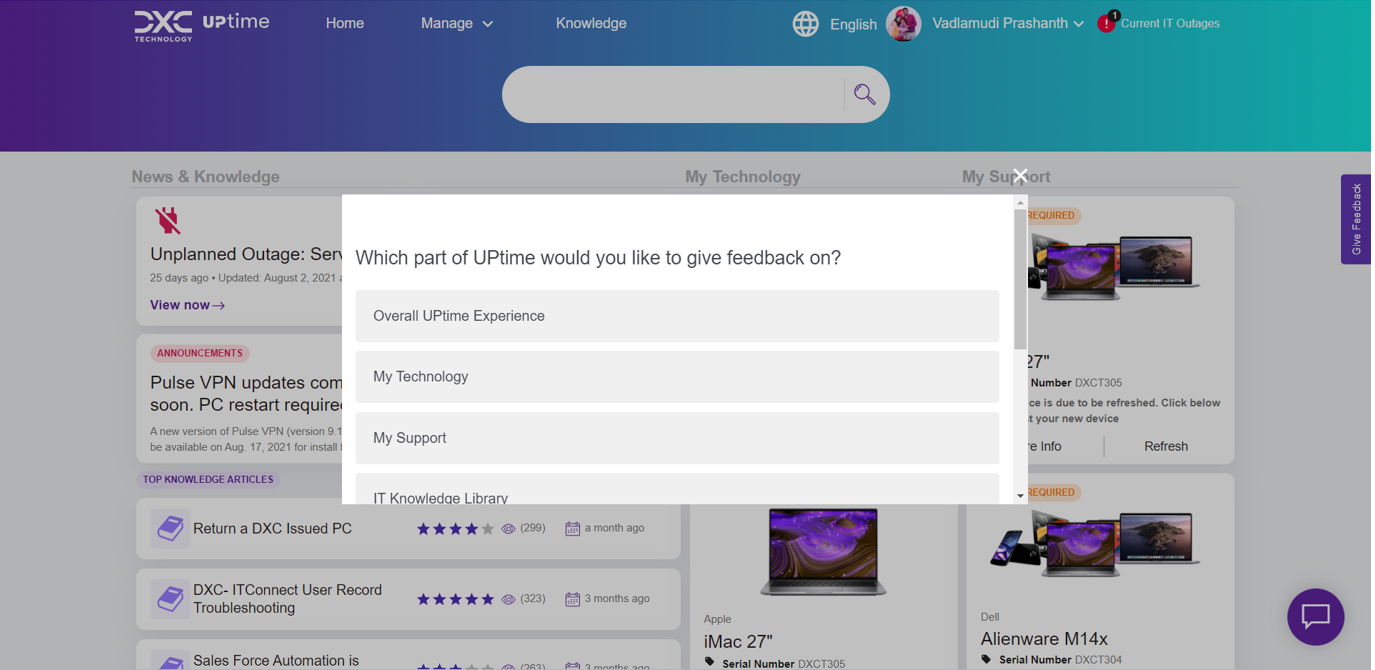 DXC
TECHNOLOGY
UPtime
Home
Manage
Knowledge
English
Vadlamudi Prashanth
1
Current IT Outages
Give Feedback
News & Knowledge
My Technology
My Support
Unplanned Outage: Serv
25 days ago • Updated: August 2, 2021
View now
ANNOUNCEMENTS
Pulse VPN updates com
soon. PC restart require
A new version of Pulse VPN (version 9.1
be available on Aug. 17, 2021 for install
TOP KNOWLEDGE ARTICLES
Return a DXC Issued PC
(299)
a month ago
DXC- ITConnect User Record
Troubleshooting
(323)
3 months ago
Sales Force Automation is
(263)
3 months ago
Which part of UPtime would you like to give feedback on?
Overall UPtime Experience
My Technology
My Support
IT Knowledge Library
Apple
iMac 27"
Serial Number DXCT305
REQUIRED
27"
Number DXCT305
ce is due to be refreshed. Click below
t your new device
re Info
Refresh
REQUIRED
Dell
Alienware M14x
Serial Number DXCT304